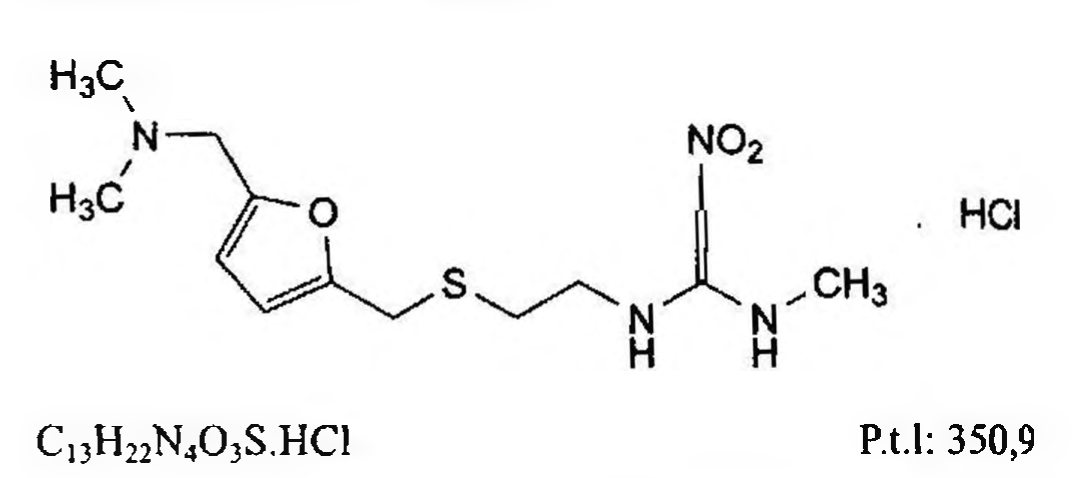 H₃C
N
H₃C
O
S
N
H
NO₂
N
H
CH₃
. HCl
C₁₃H₂₂N₄O₃S.HCl P.t.l: 350,9